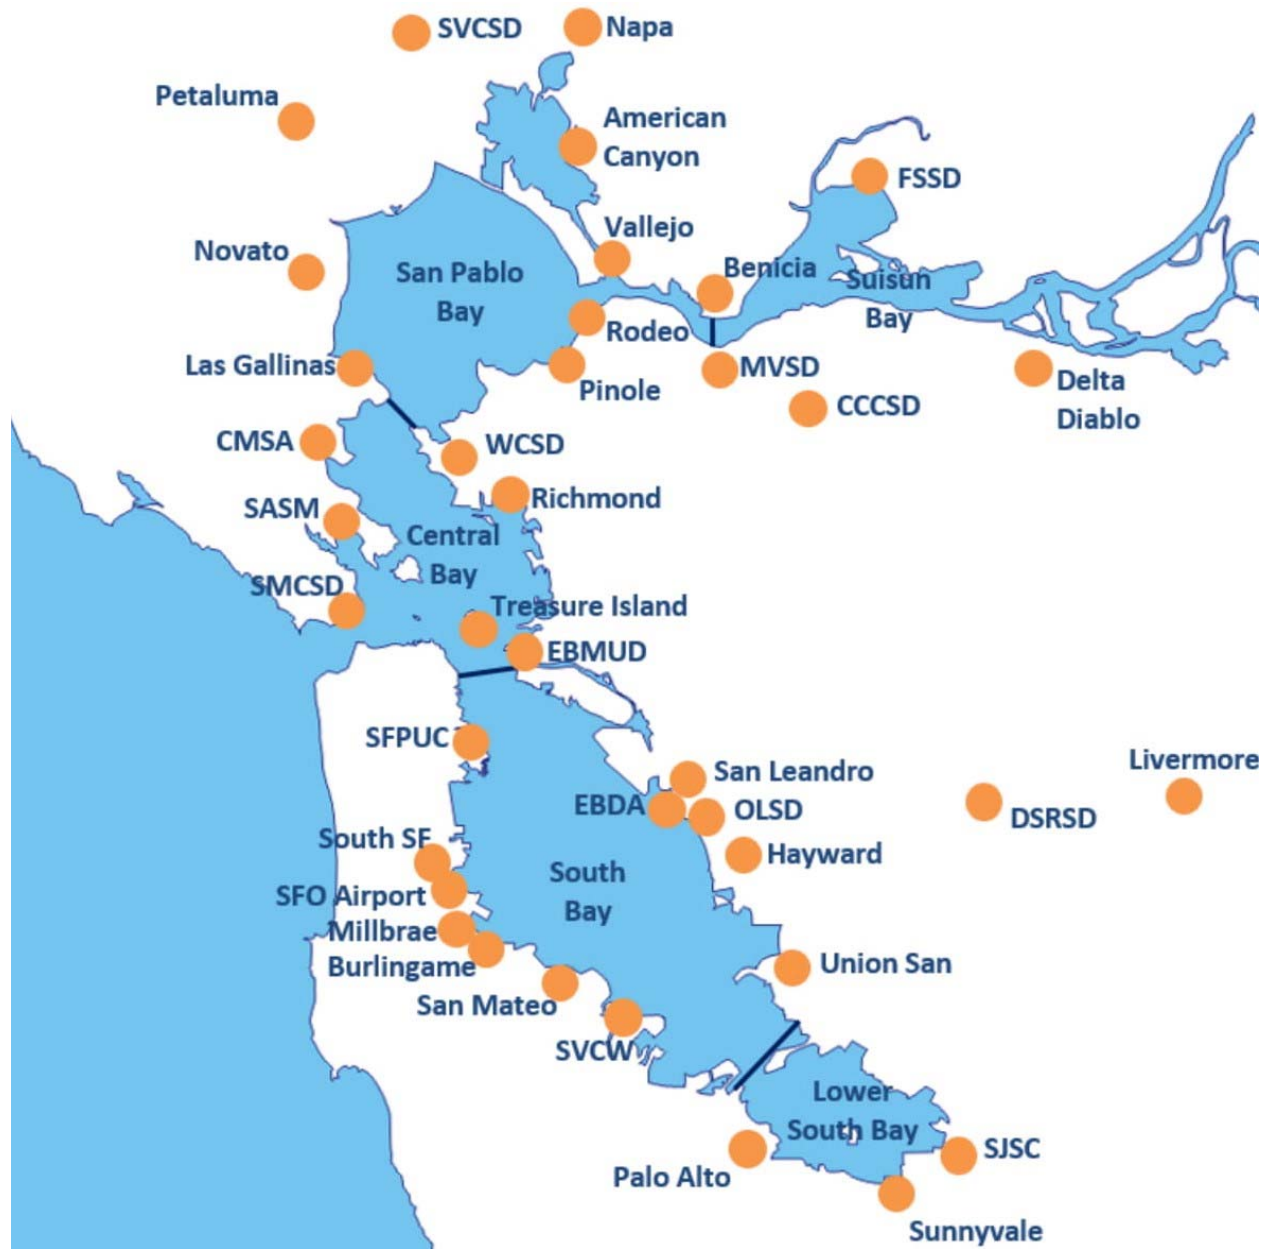 SVCSD
Napa
Petaluma
American
Canyon
FSSD
Vallejo
Novato
San Pablo
Bay
Benicia
Suisun
Bay
Rodeo
Las Gallinas
Pinole
MVSD
Delta
Diablo
CCCSD
CMSA
WCSD
Richmond
SASM
Central
Bay
SMCSD
Treasure Island
EBMUD
SFPUC
San Leandro
Livermore
EBDA
OLSD
DSRSD
South SF
Hayward
South
Bay
SFO Airport
Millbrae
Burlingame
Union San
San Mateo
SVCW
Lower
South Bay
Palo Alto
SJSC
Sunnyvale